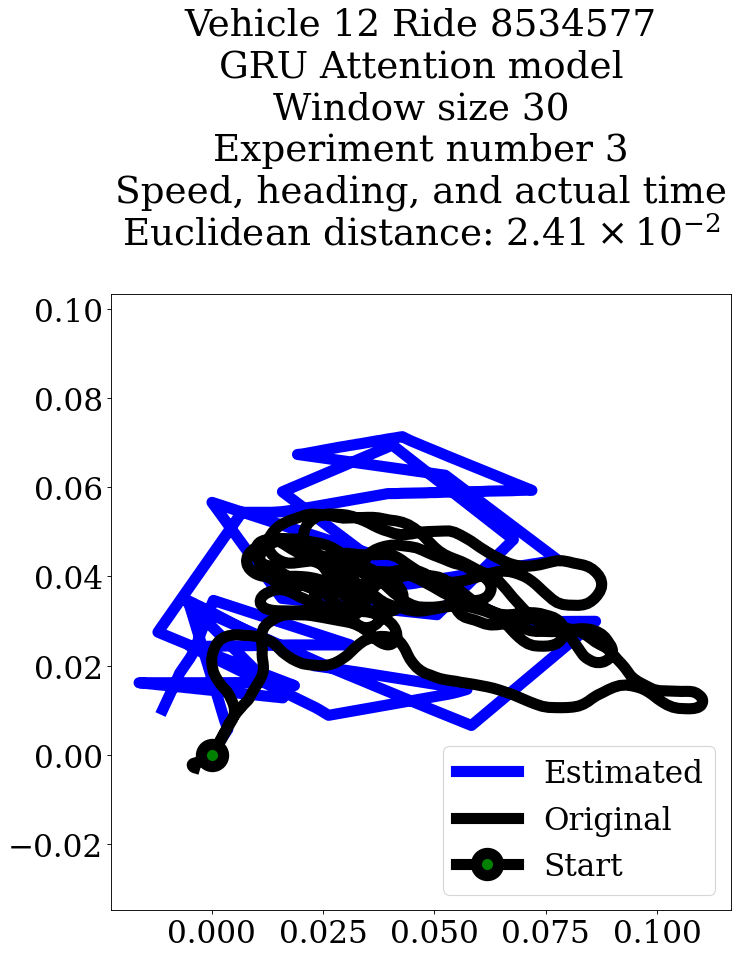 Vehicle 12 Ride 8534577
GRU Attention model
Window size 30
Experiment number 3
Speed, heading, and actual time
Euclidean distance: 2.41 × 10⁻²
0.10
0.08
0.06
0.04
0.02
0.00
−0.02
0.000 0.025 0.050 0.075 0.100
Estimated
Original
Start